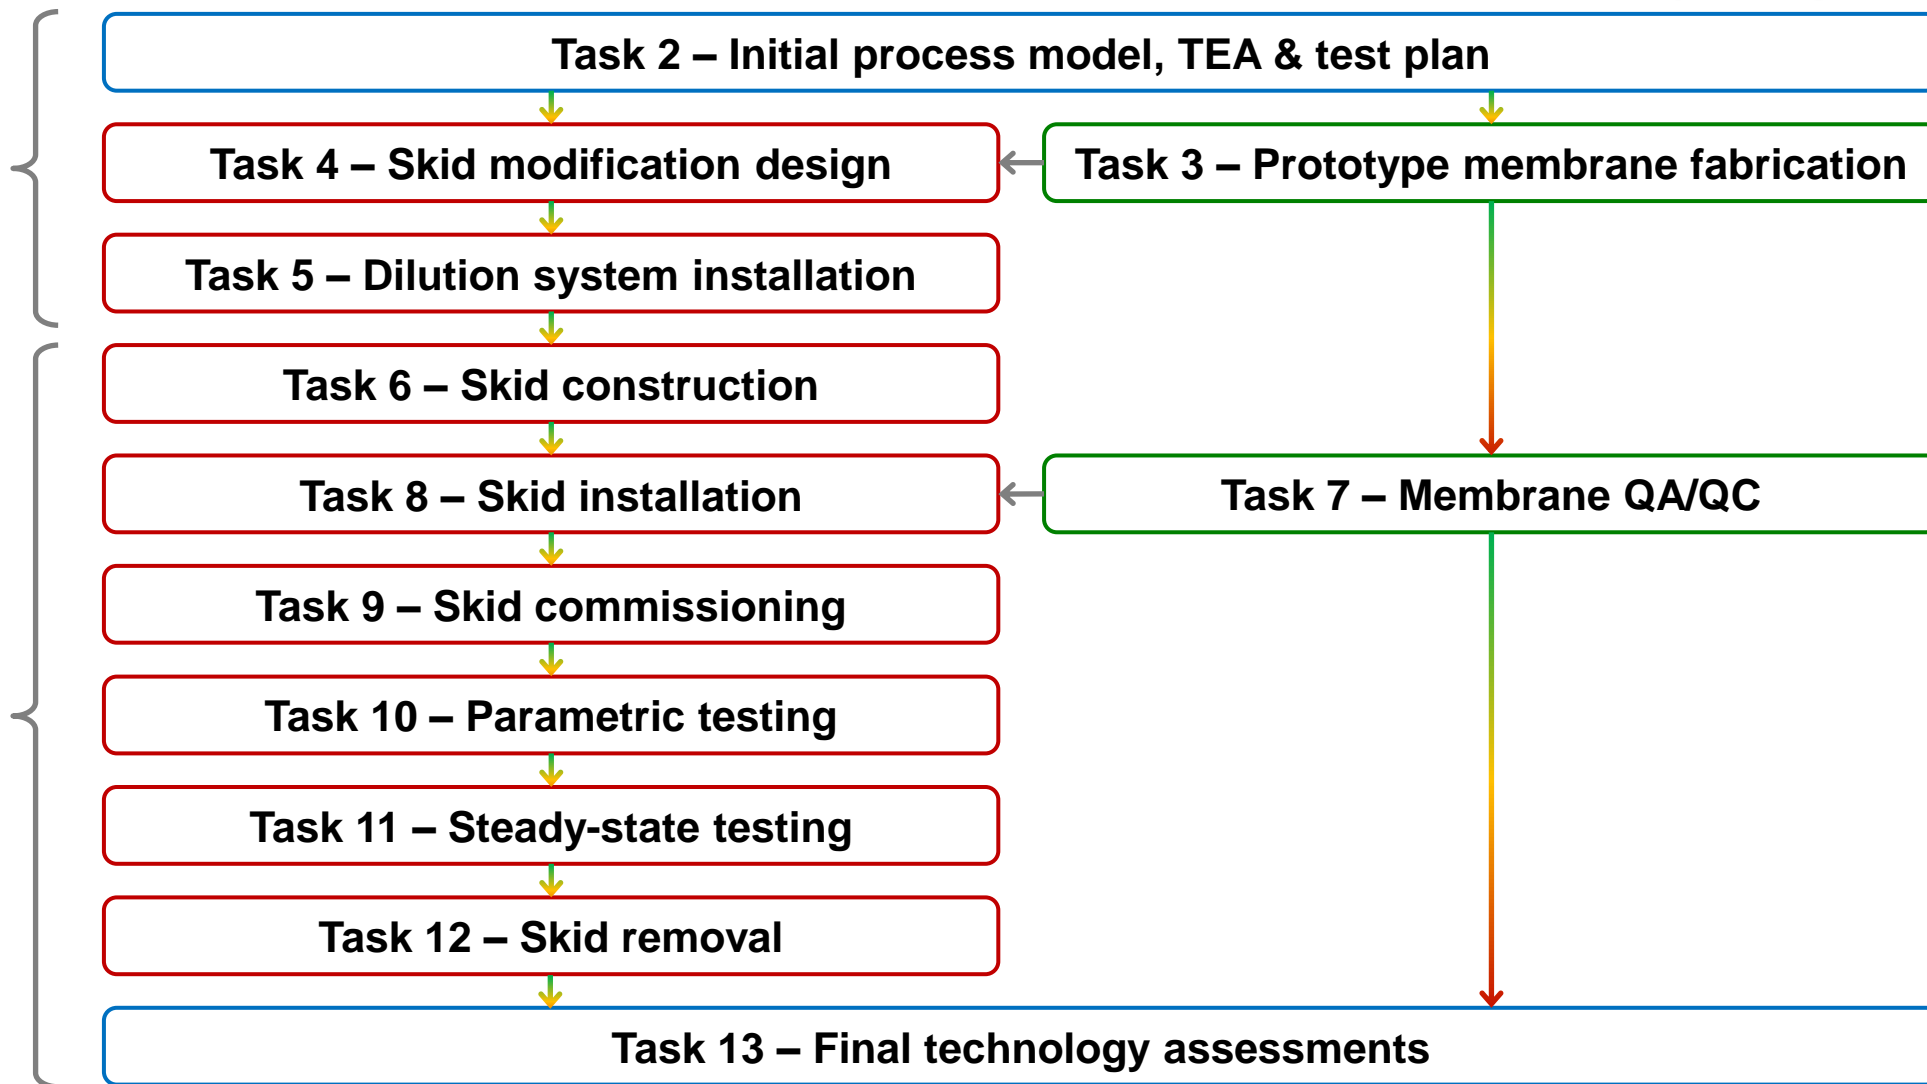 Task 2 – Initial process model, TEA & test plan
Task 4 – Skid modification design
Task 3 – Prototype membrane fabrication
Task 5 – Dilution system installation
Task 6 – Skid construction
Task 8 – Skid installation
Task 7 – Membrane QA/QC
Task 9 – Skid commissioning
Task 10 – Parametric testing
Task 11 – Steady-state testing
Task 12 – Skid removal
Task 13 – Final technology assessments